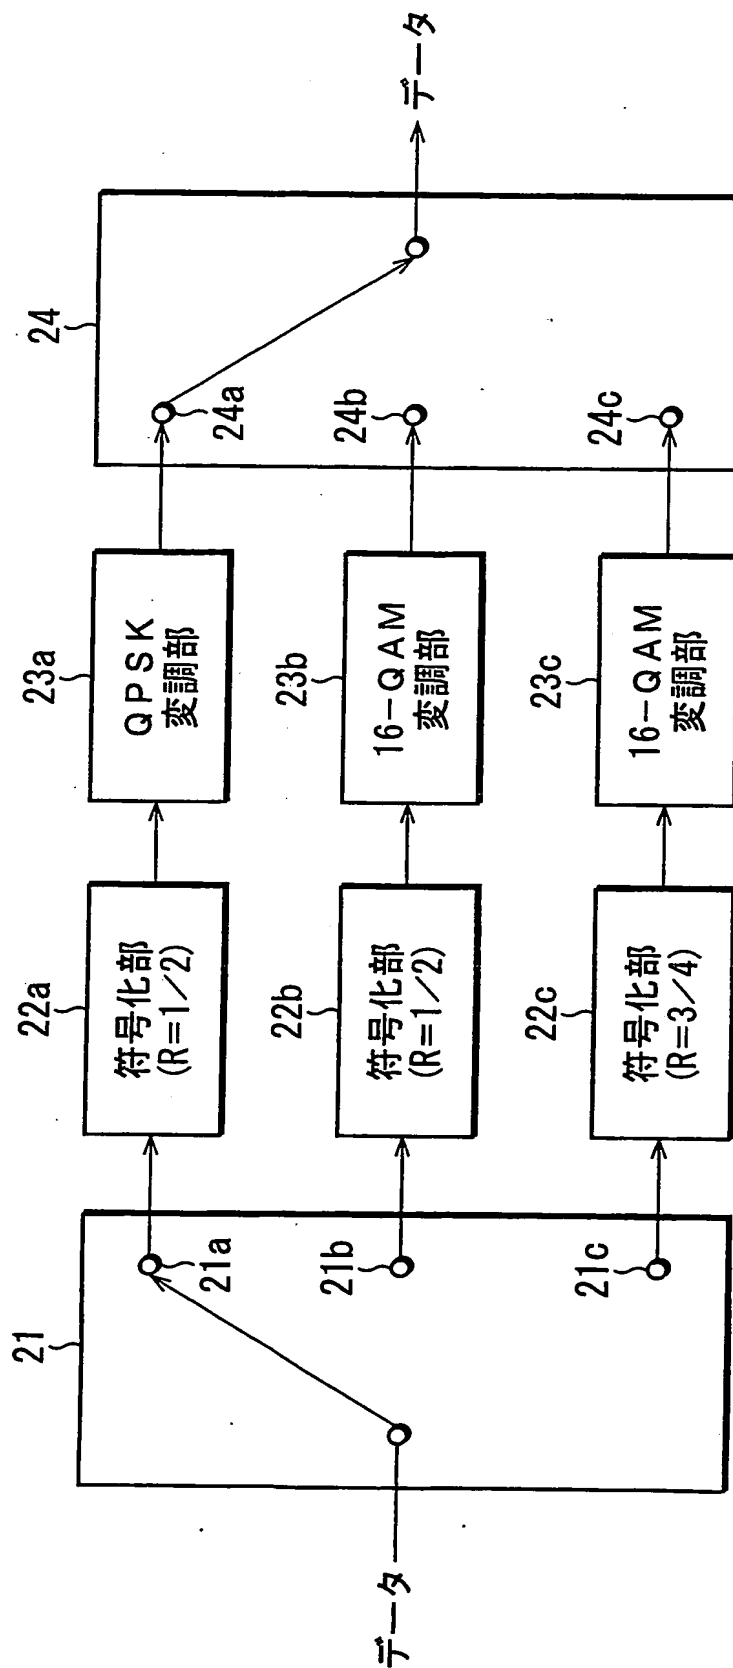 データ
21
21a
21b
21c
22a
符号化部
(R=1/2)
22b
符号化部
(R=1/2)
22c
符号化部
(R=3/4)
23a
QPSK
変調部
23b
16-QAM
変調部
23c
16-QAM
変調部
24
24a
24b
24c
データ